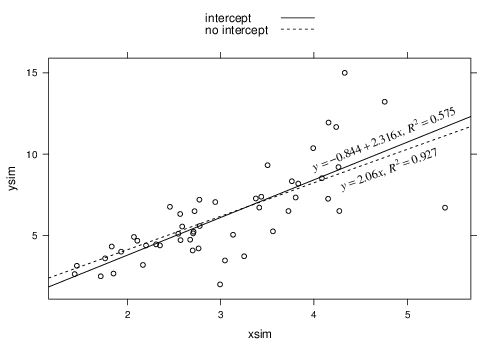 intercept
no intercept
15
10
5
ysim
y = −0.844 + 2.316x, R² = 0.575
y = 2.06x, R² = 0.927
2
3
4
5
xsim